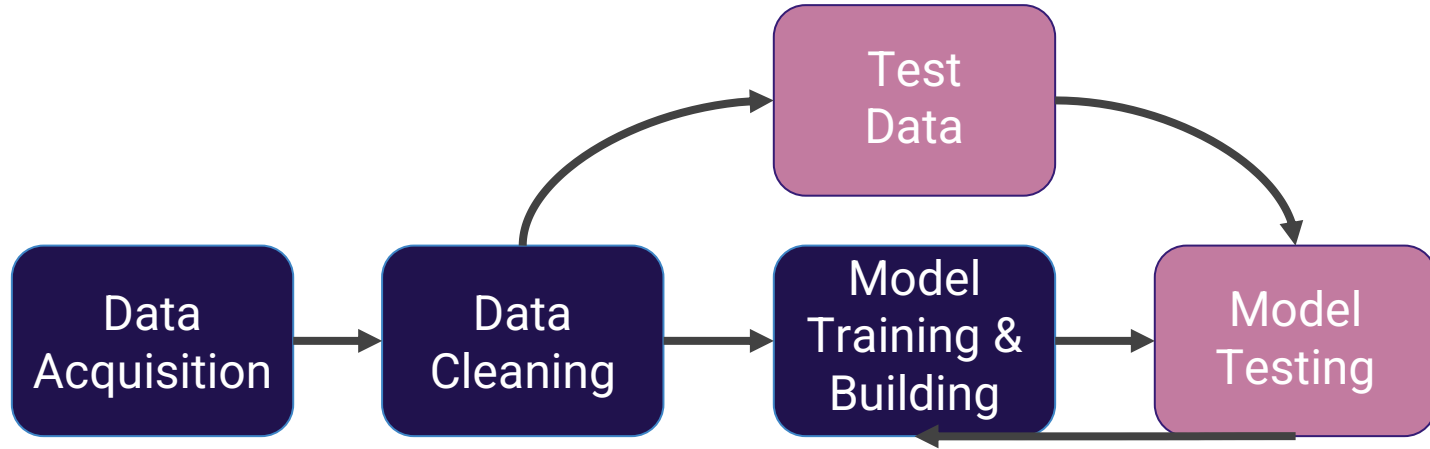 Test
Data
Data
Acquisition
Data
Cleaning
Model
Training &
Building
Model
Testing